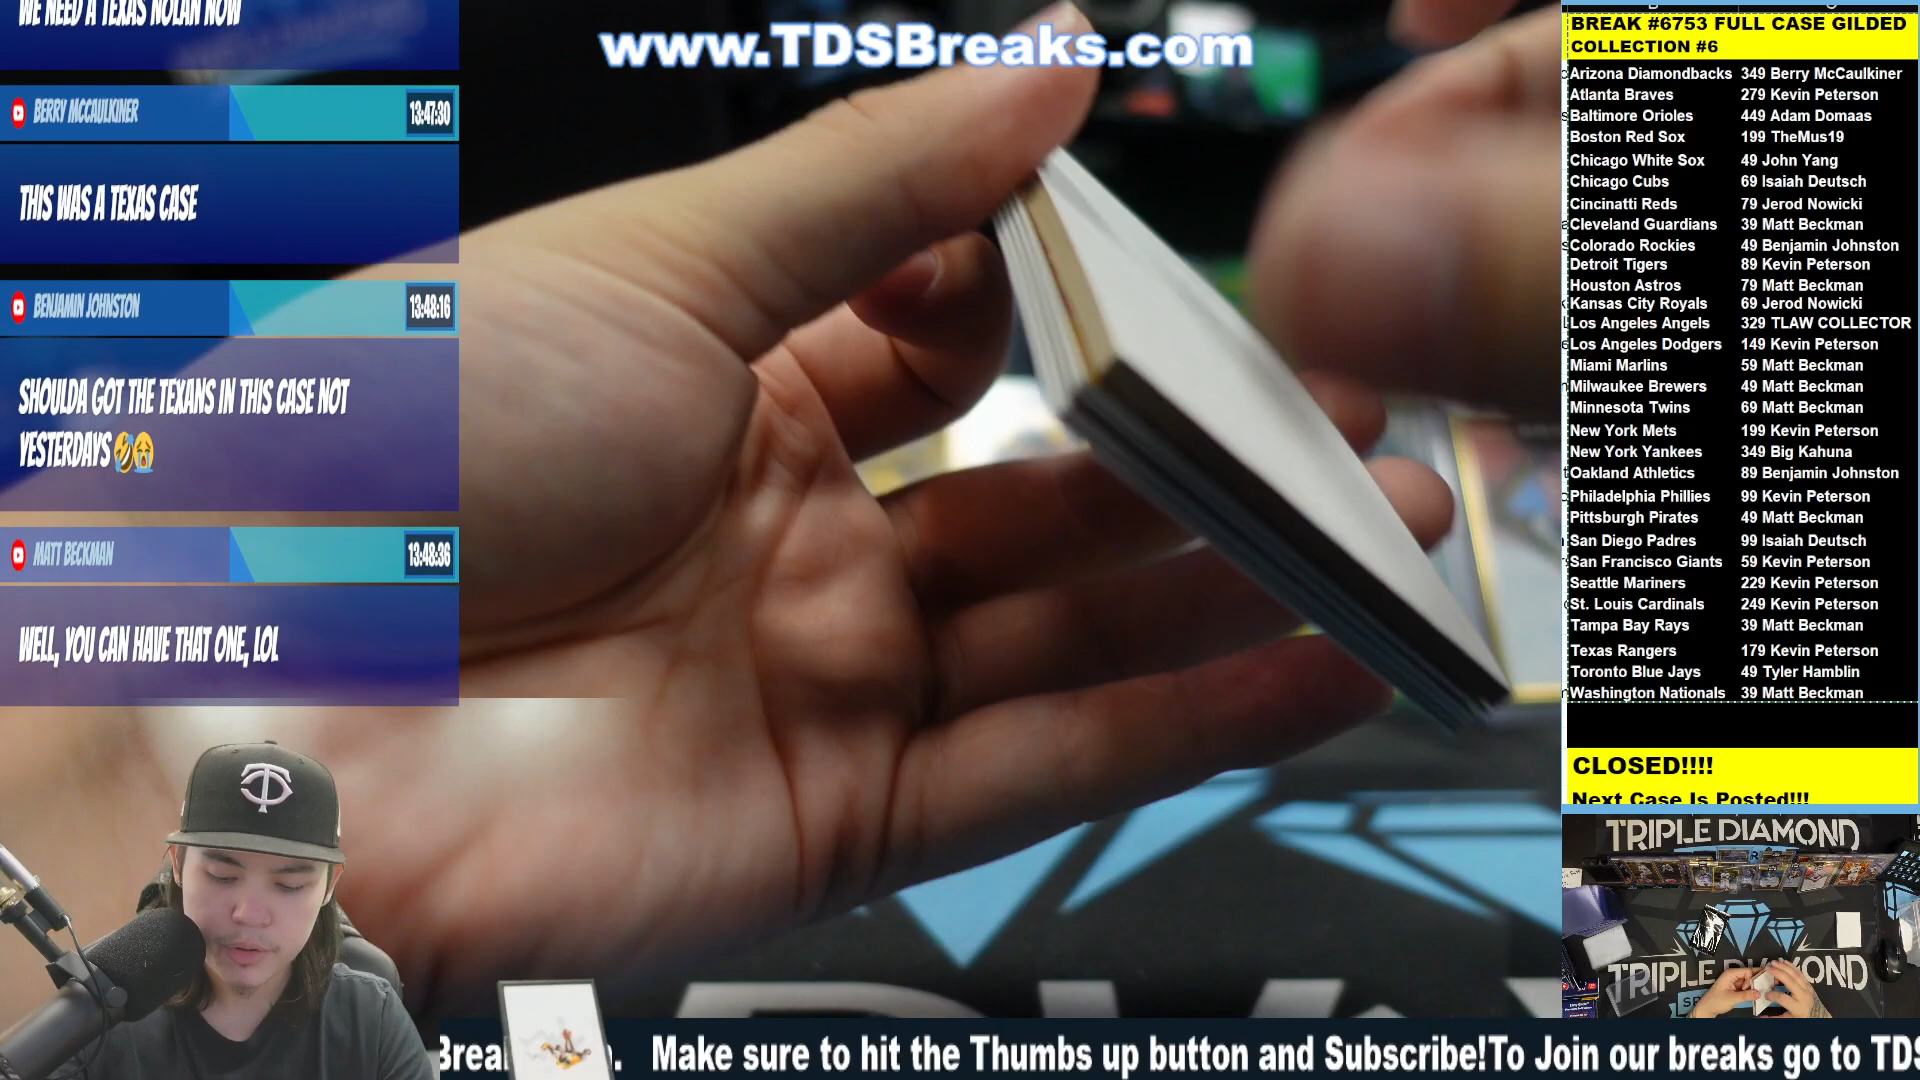 WE NEED A TEXAS NOLAN NOW
BERRY MCCAULKINER
13:47:30
THIS WAS A TEXAS CASE
BENJAMIN JOHNSTON
13:48:16
SHOULDA GOT THE TEXANS IN THIS CASE NOT
YESTERDAYS🤣😭
MATT BECKMAN
13:48:36
WELL, YOU CAN HAVE THAT ONE, LOL
www.TDSBreaks.com
BREAK #6753 FULL CASE GILDED
COLLECTION #6
Arizona Diamondbacks 349 Berry McCaulkiner
Atlanta Braves 279 Kevin Peterson
Baltimore Orioles 449 Adam Domaas
Boston Red Sox 199 TheMus19
Chicago White Sox 49 John Yang
Chicago Cubs 69 Isaiah Deutsch
Cincinatti Reds 79 Jerod Nowicki
Cleveland Guardians 39 Matt Beckman
Colorado Rockies 49 Benjamin Johnston
Detroit Tigers 89 Kevin Peterson
Houston Astros 79 Matt Beckman
Kansas City Royals 69 Jerod Nowicki
Los Angeles Angels 329 TLAW COLLECTOR
Los Angeles Dodgers 149 Kevin Peterson
Miami Marlins 59 Matt Beckman
Milwaukee Brewers 49 Matt Beckman
Minnesota Twins 69 Matt Beckman
New York Mets 199 Kevin Peterson
New York Yankees 349 Big Kahuna
Oakland Athletics 89 Benjamin Johnston
Philadelphia Phillies 99 Kevin Peterson
Pittsburgh Pirates 49 Matt Beckman
San Diego Padres 99 Isaiah Deutsch
San Francisco Giants 59 Kevin Peterson
Seattle Mariners 229 Kevin Peterson
St. Louis Cardinals 249 Kevin Peterson
Tampa Bay Rays 39 Matt Beckman
Texas Rangers 179 Kevin Peterson
Toronto Blue Jays 49 Tyler Hamblin
Washington Nationals 39 Matt Beckman
CLOSED!!!!
Next Case Is Posted!!!
TRIPLE DIAMOND
TRIPLE DIAMOND
SP
TC
Brea
. Make sure to hit the Thumbs up button and Subscribe!To Join our breaks go to TDS